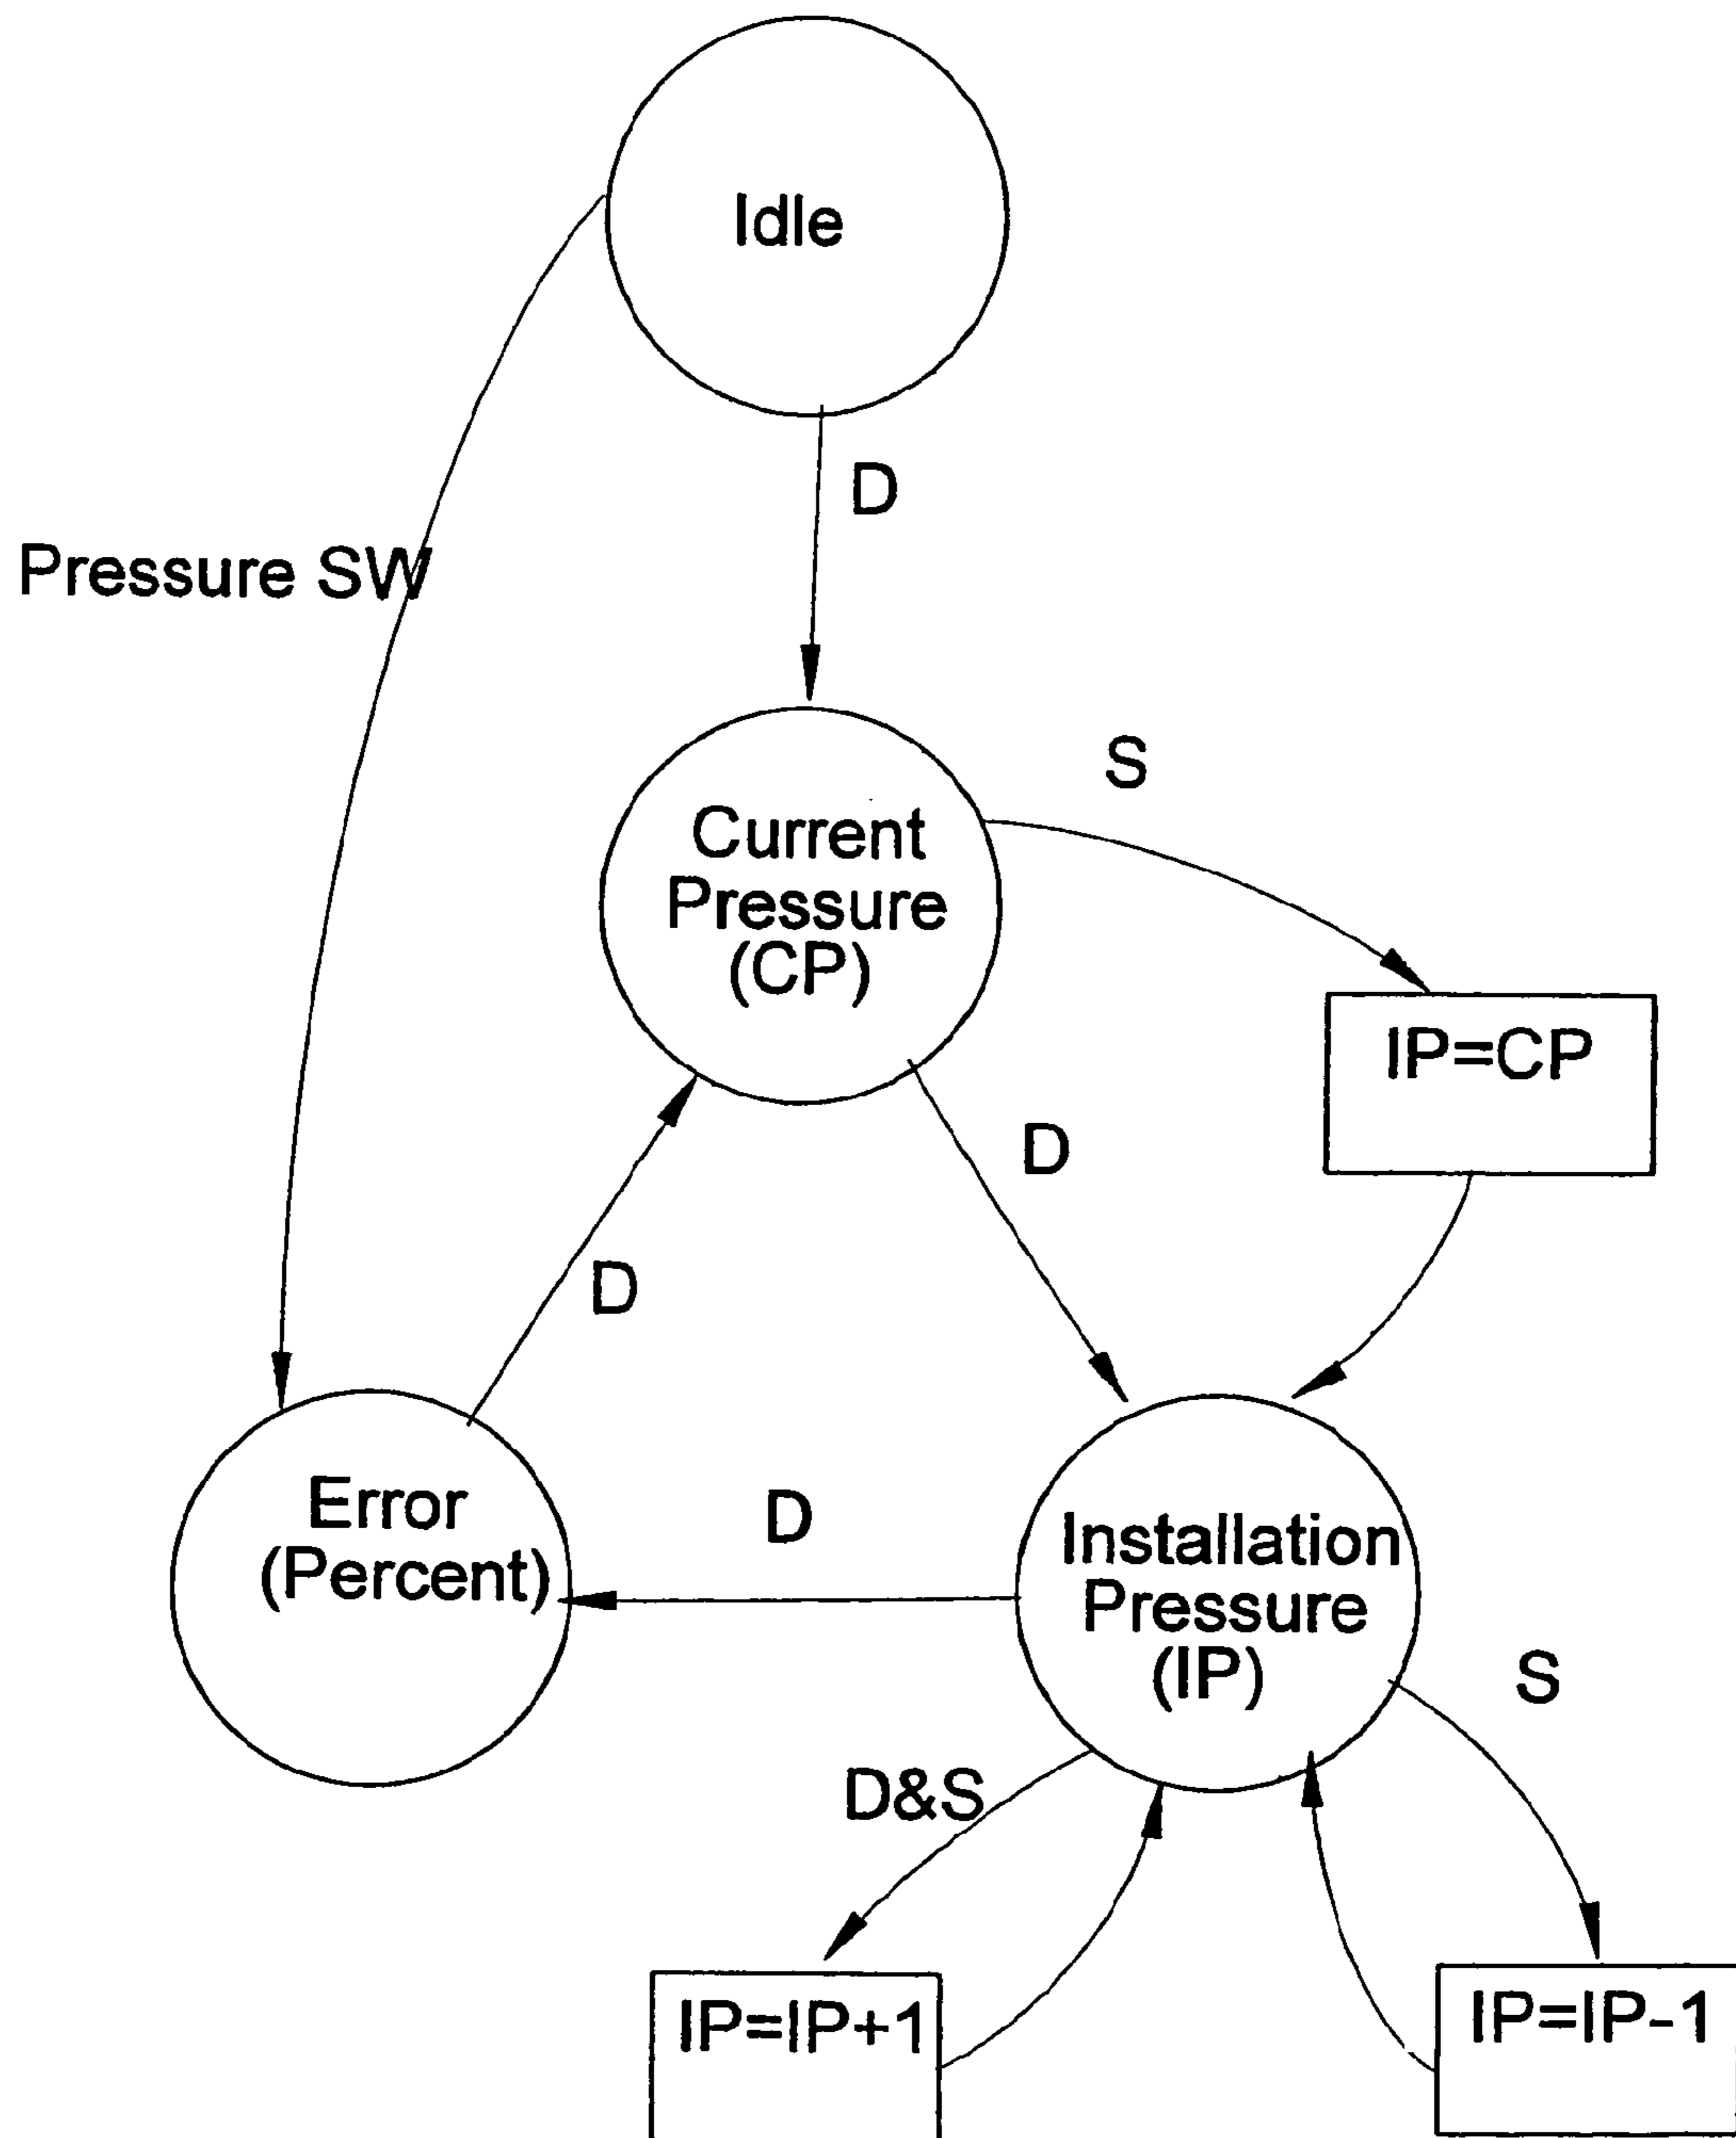 Idle
D
Pressure SW
S
Current
Pressure
(CP)
IP=CP
D
D
Error
(Percent)
D
Installation
Pressure
(IP)
S
D&S
IP=IP+1
IP=IP-1